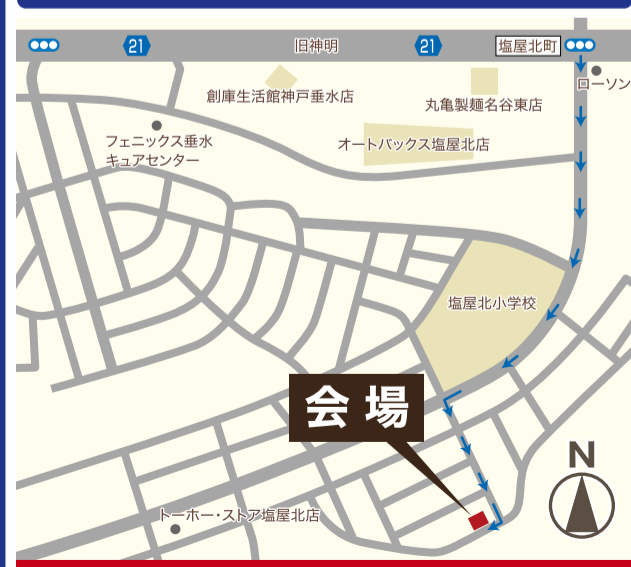 21
旧神明
21
塩屋北町
ローソン
創庫生活館神戸垂水店
丸亀製麺名谷東店
フェニックス垂水
キュアセンター
オートバックス塩屋北店
塩屋北小学校
会場
N
トーホー・ストア塩屋北店